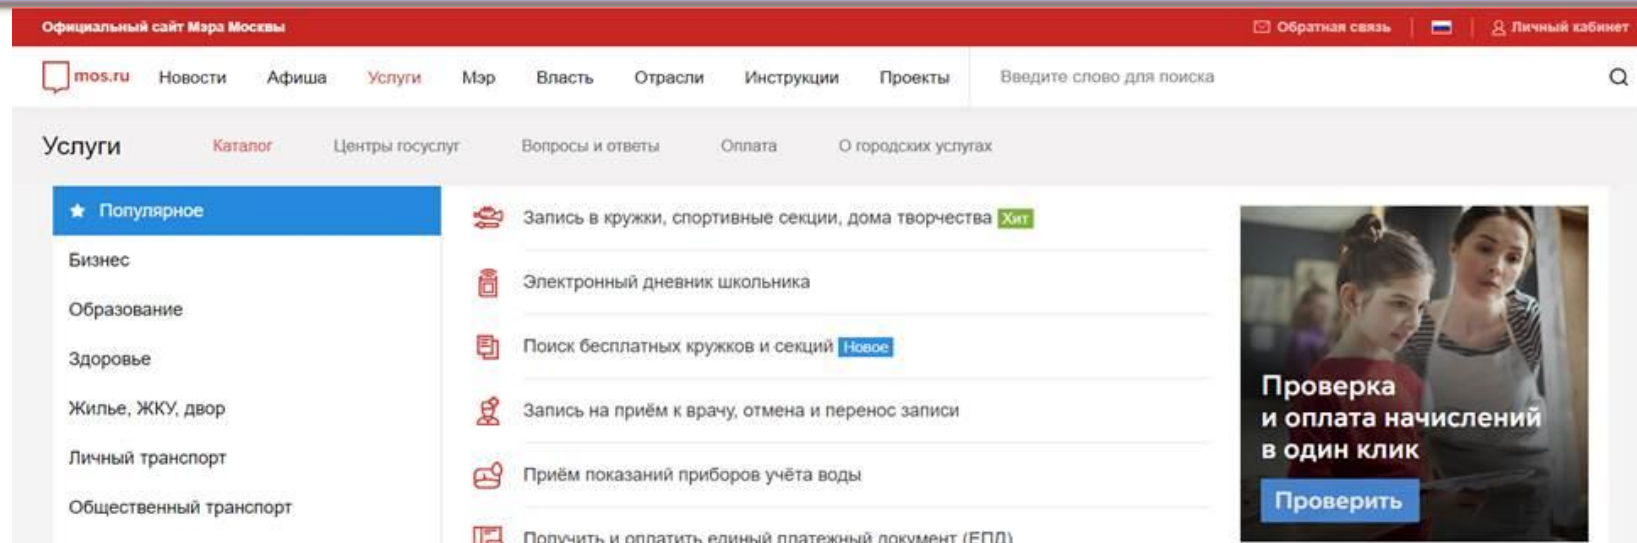 Официальный сайт Мэра Москвы
Обратная связь
Личный кабинет
mos.ru
Новости
Афиша
Услуги
Мэр
Власть
Отрасли
Инструкции
Проекты
Введите слово для поиска
Услуги
Каталог
Центры госуслуг
Вопросы и ответы
Оплата
О городских услугах
Популярное
Бизнес
Образование
Здоровье
Жилье, ЖКУ, двор
Личный транспорт
Общественный транспорт
Запись в кружки, спортивные секции, дома творчества Хит
Электронный дневник школьника
Поиск бесплатных кружков и секций Новое
Запись на приём к врачу, отмена и перенос записи
Приём показаний приборов учёта воды
Получить и оплатить единый платежный документ (ЕПД)
Проверка
и оплата начислений
в один клик
Проверить